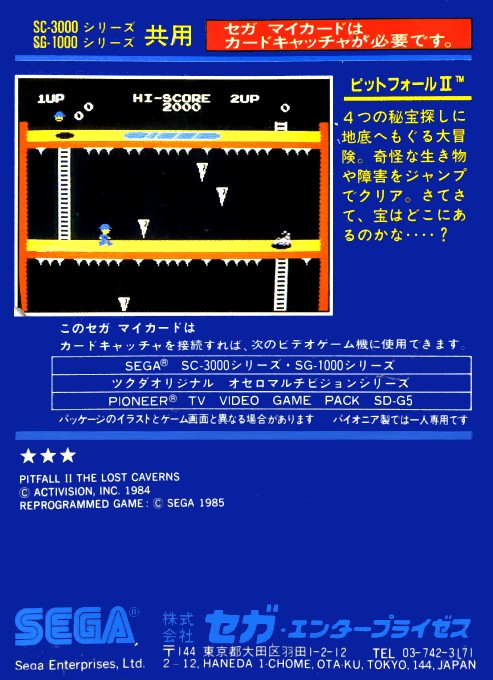 SC-3000 シリーズ
SG-1000 シリーズ 共用
セガ マイカードは
カードキャッチャが必要です。
ピットフォールⅡ™
1UP HI-SCORE 2UP
0 2000 0
0
４つの秘宝探しに
地底へもぐる大冒
険。奇怪な生き物
や障害をジャンプ
でクリア。さてさ
て、宝はどこにあ
るのかな‥‥？
このセガ マイカードは
カードキャッチャを接続すれば、次のビデオゲーム機に使用できます。
SEGA® SC-3000シリーズ・SG-1000シリーズ
ツクダオリジナル オセロマルチビジョンシリーズ
PIONEER® TV VIDEO GAME PACK SD-G5
パッケージのイラストとゲーム画面と異なる場合があります パイオニア製では一人専用です
★★★
PITFALL II THE LOST CAVERNS
© ACTIVISION, INC. 1984
REPROGRAMMED GAME: © SEGA 1985
SEGA®
Sega Enterprises, Ltd.
株式会社 セガ・エンタープライゼス
〒144 東京都大田区羽田1-2-12 TEL 03-742-3171
2-12, HANEDA 1-CHOME, OTA-KU, TOKYO, 144, JAPAN